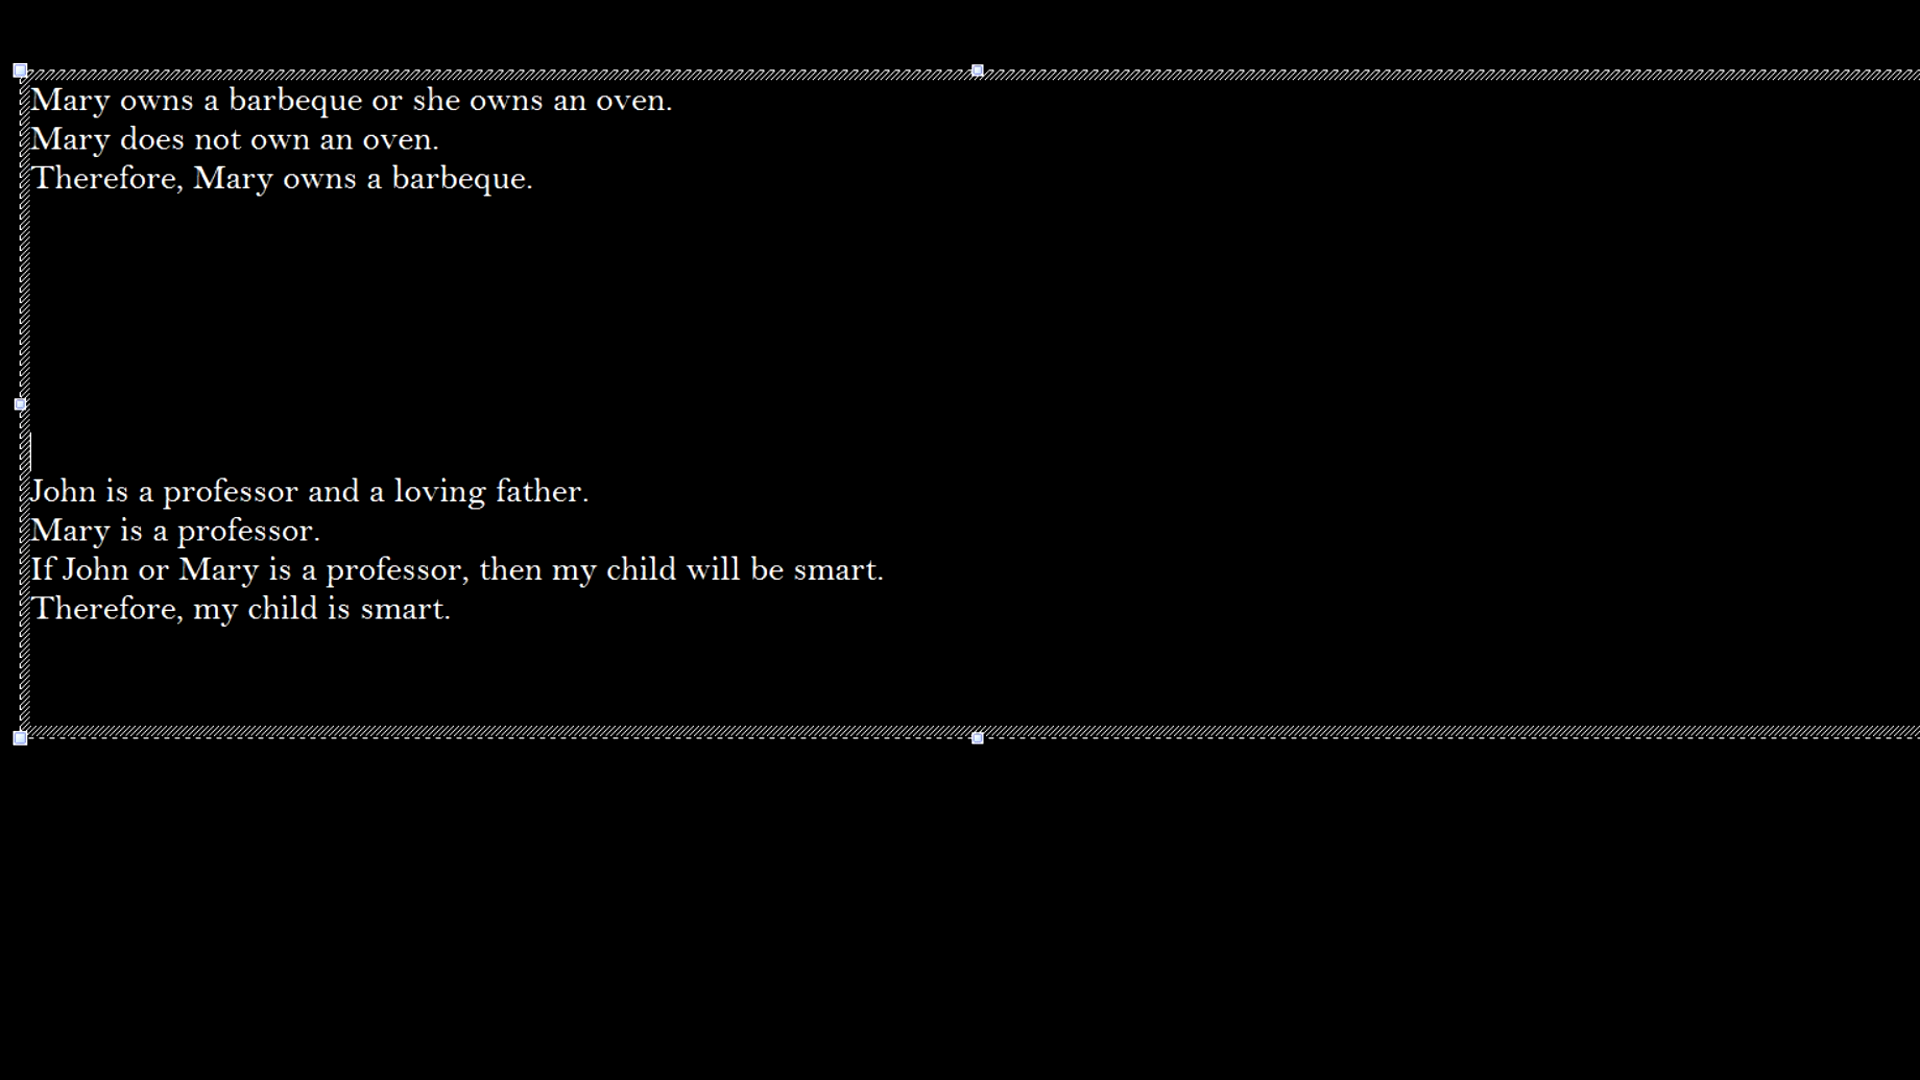 Mary owns a barbeque or she owns an oven.
Mary does not own an oven.
Therefore, Mary owns a barbeque.
John is a professor and a loving father.
Mary is a professor.
If John or Mary is a professor, then my child will be smart.
Therefore, my child is smart.